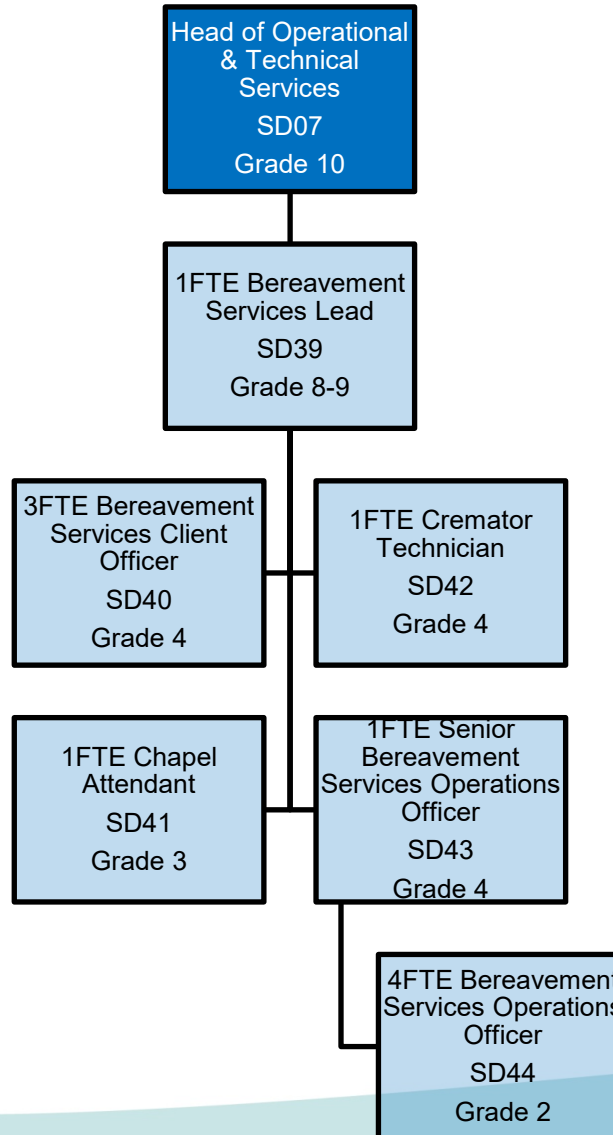 Head of Operational
& Technical
Services
SD07
Grade 10
1FTE Bereavement
Services Lead
SD39
Grade 8-9
3FTE Bereavement
Services Client
Officer
SD40
Grade 4
1FTE Cremator
Technician
SD42
Grade 4
1FTE Chapel
Attendant
SD41
Grade 3
1FTE Senior
Bereavement
Services Operations
Officer
SD43
Grade 4
4FTE Bereavement
Services Operations
Officer
SD44
Grade 2